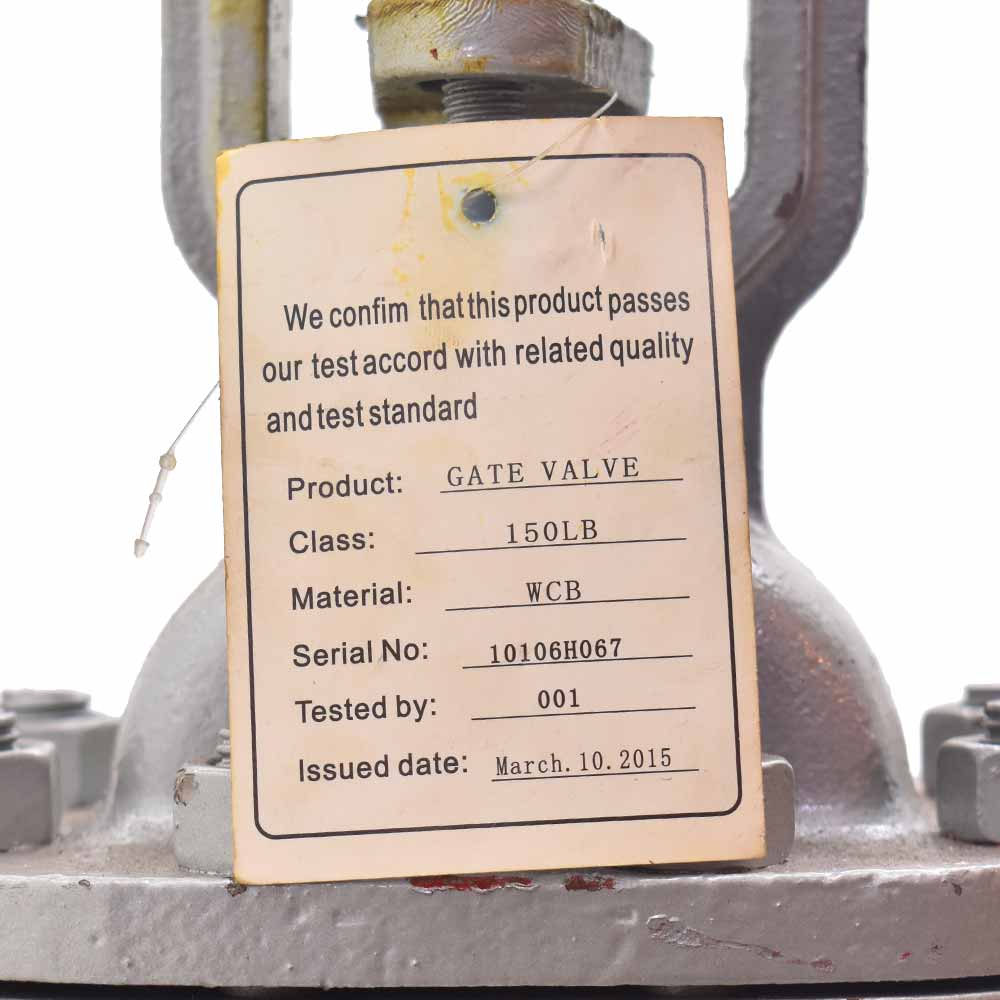 We confim that this product passes
our test accord with related quality
and test standard
Product: GATE VALVE
Class: 150LB
Material: WCB
Serial No: 10106H067
Tested by: 001
Issued date: March. 10. 2015